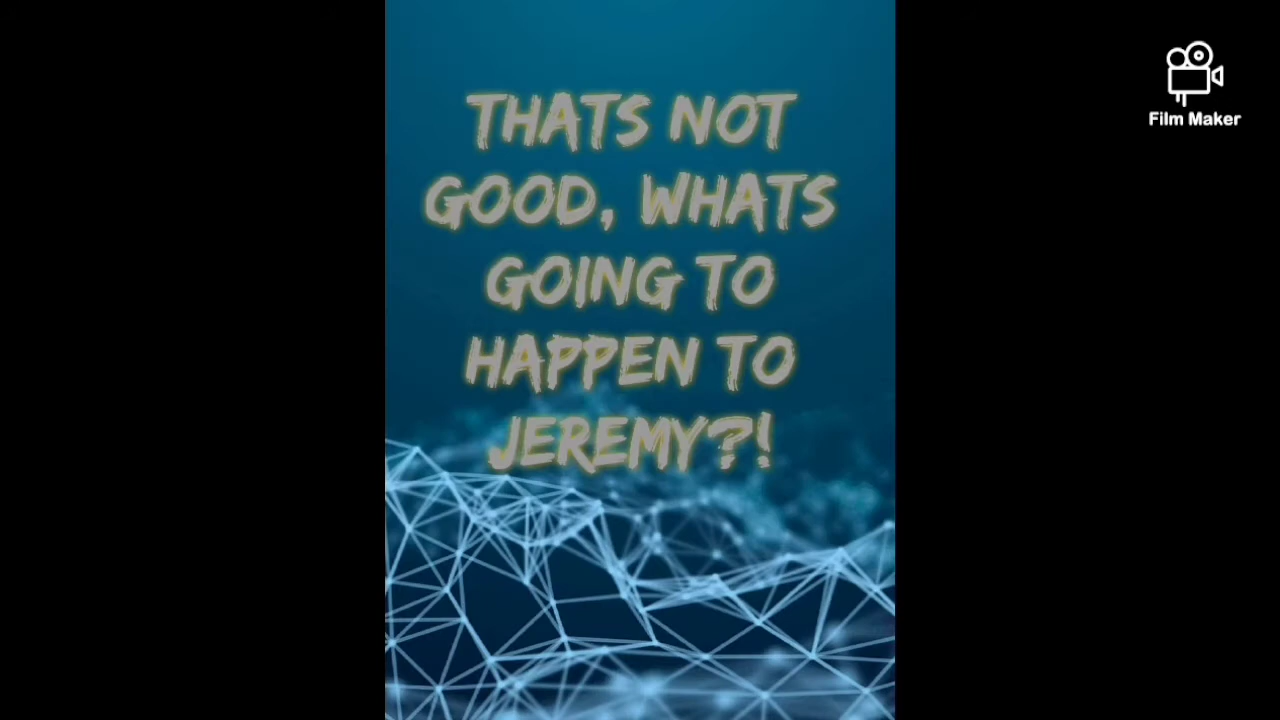 THATS NOT
GOOD, WHATS
GOING TO
HAPPEN TO
JEREMY?!
Film Maker